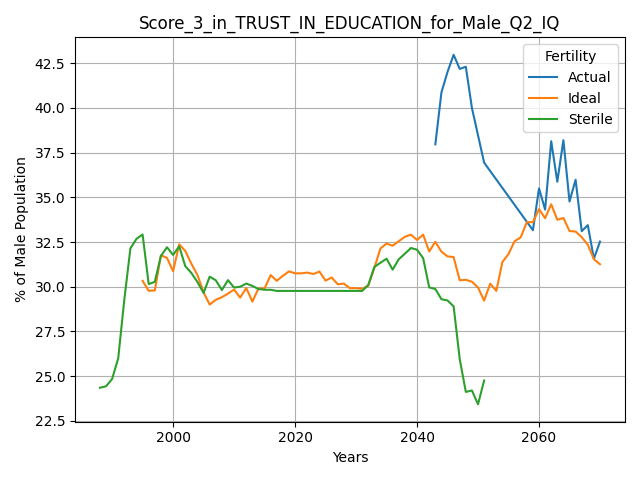 Score_3_in_TRUST_IN_EDUCATION_for_Male_Q2_IQ
Fertility
Actual
Ideal
Sterile
% of Male Population
42.5
40.0
37.5
35.0
32.5
30.0
27.5
25.0
22.5
2000
2020
2040
2060
Years